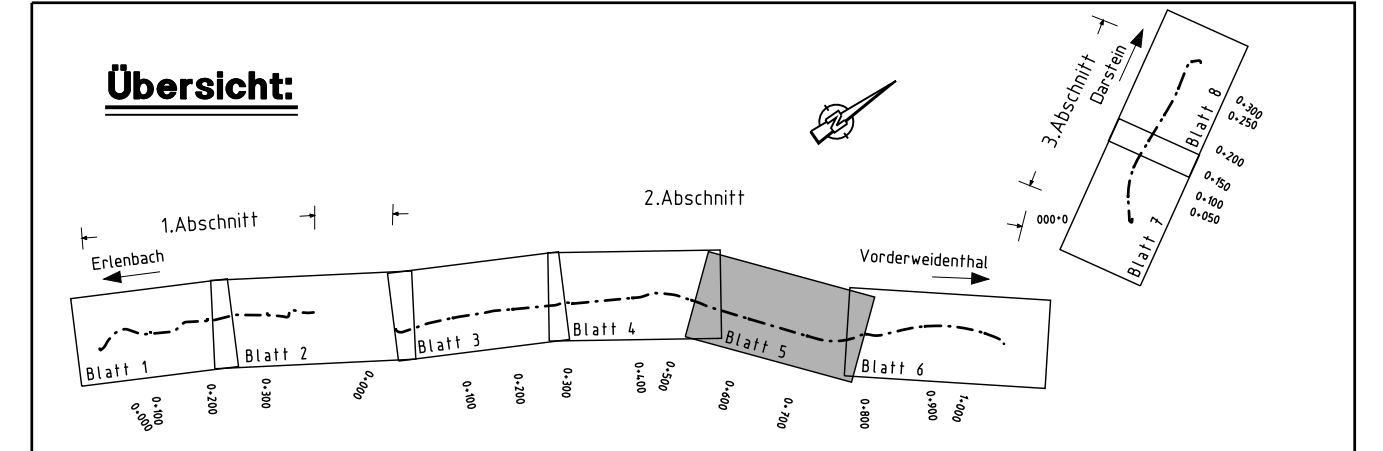 Übersicht:
1.Abschnitt
2.Abschnitt
3.Abschnitt
Darstein
Erlenbach
Vorderweidenthal
N
Blatt 1
Blatt 2
Blatt 3
Blatt 4
Blatt 5
Blatt 6
Blatt 7
Blatt 8
0+000
0+100
0+200
0+300
0+000
0+100
0+200
0+300
0+400
0+500
0+600
0+700
0+800
0+900
1+000
0+000
0+050
0+100
0+150
0+200
0+250
0+300